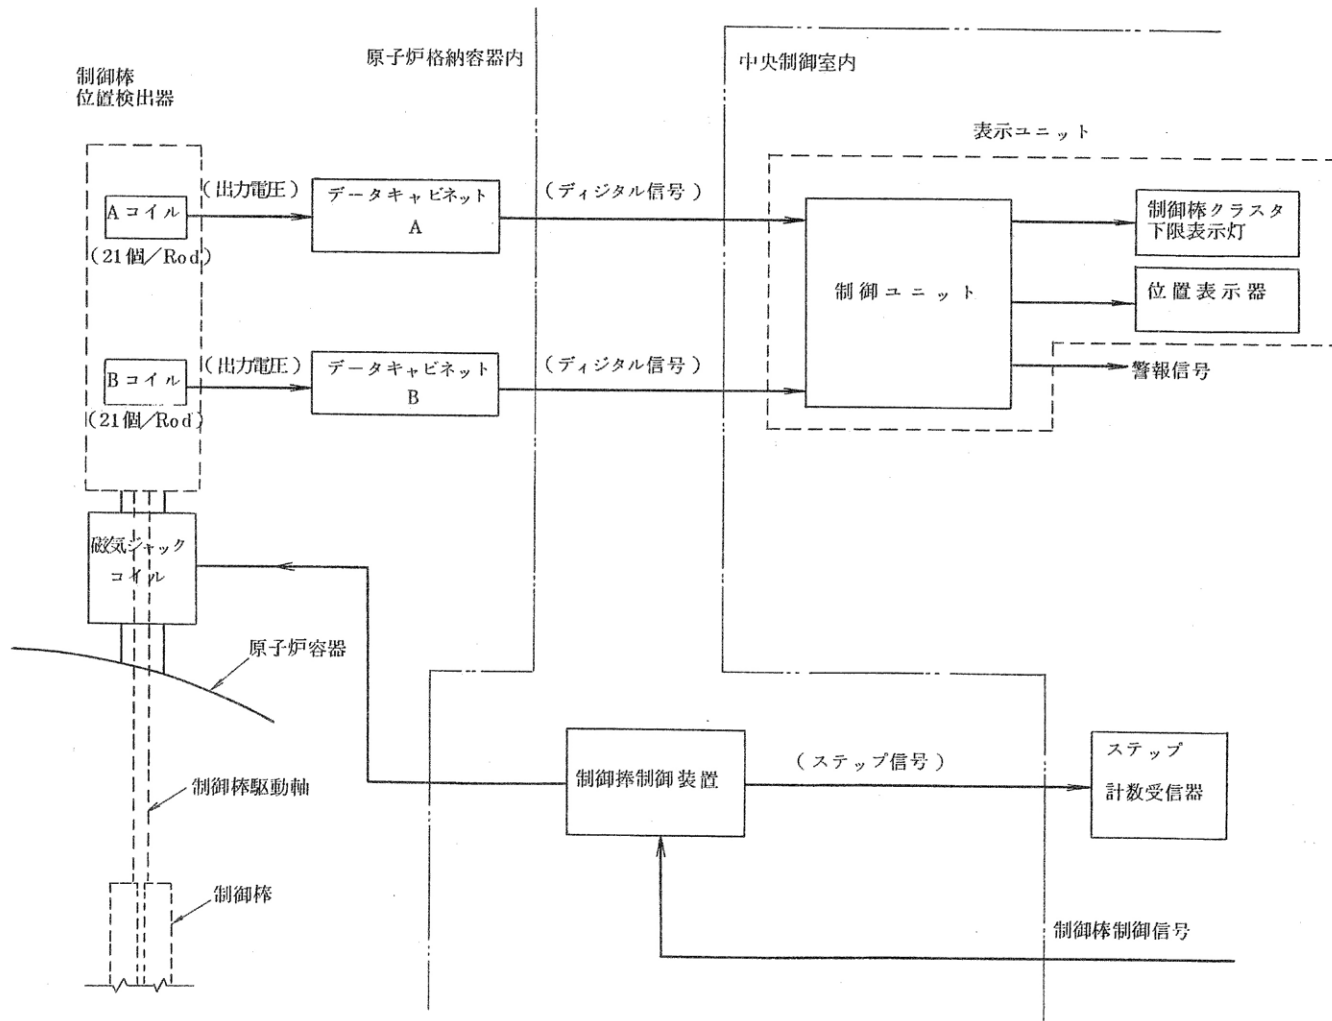 原子炉格納容器内
中央制御室内
制御棒
位置検出器
表示ユニット
Aコイル
(21個/Rod)
(出力電圧)
データキャビネット
A
(ディジタル信号)
制御ユニット
制御棒クラスタ
下限表示灯
位置表示器
警報信号
Bコイル
(21個/Rod)
(出力電圧)
データキャビネット
B
(ディジタル信号)
磁気ジャック
コイル
原子炉容器
制御棒駆動軸
制御棒
制御棒制御装置
(ステップ信号)
ステップ
計数受信器
制御棒制御信号